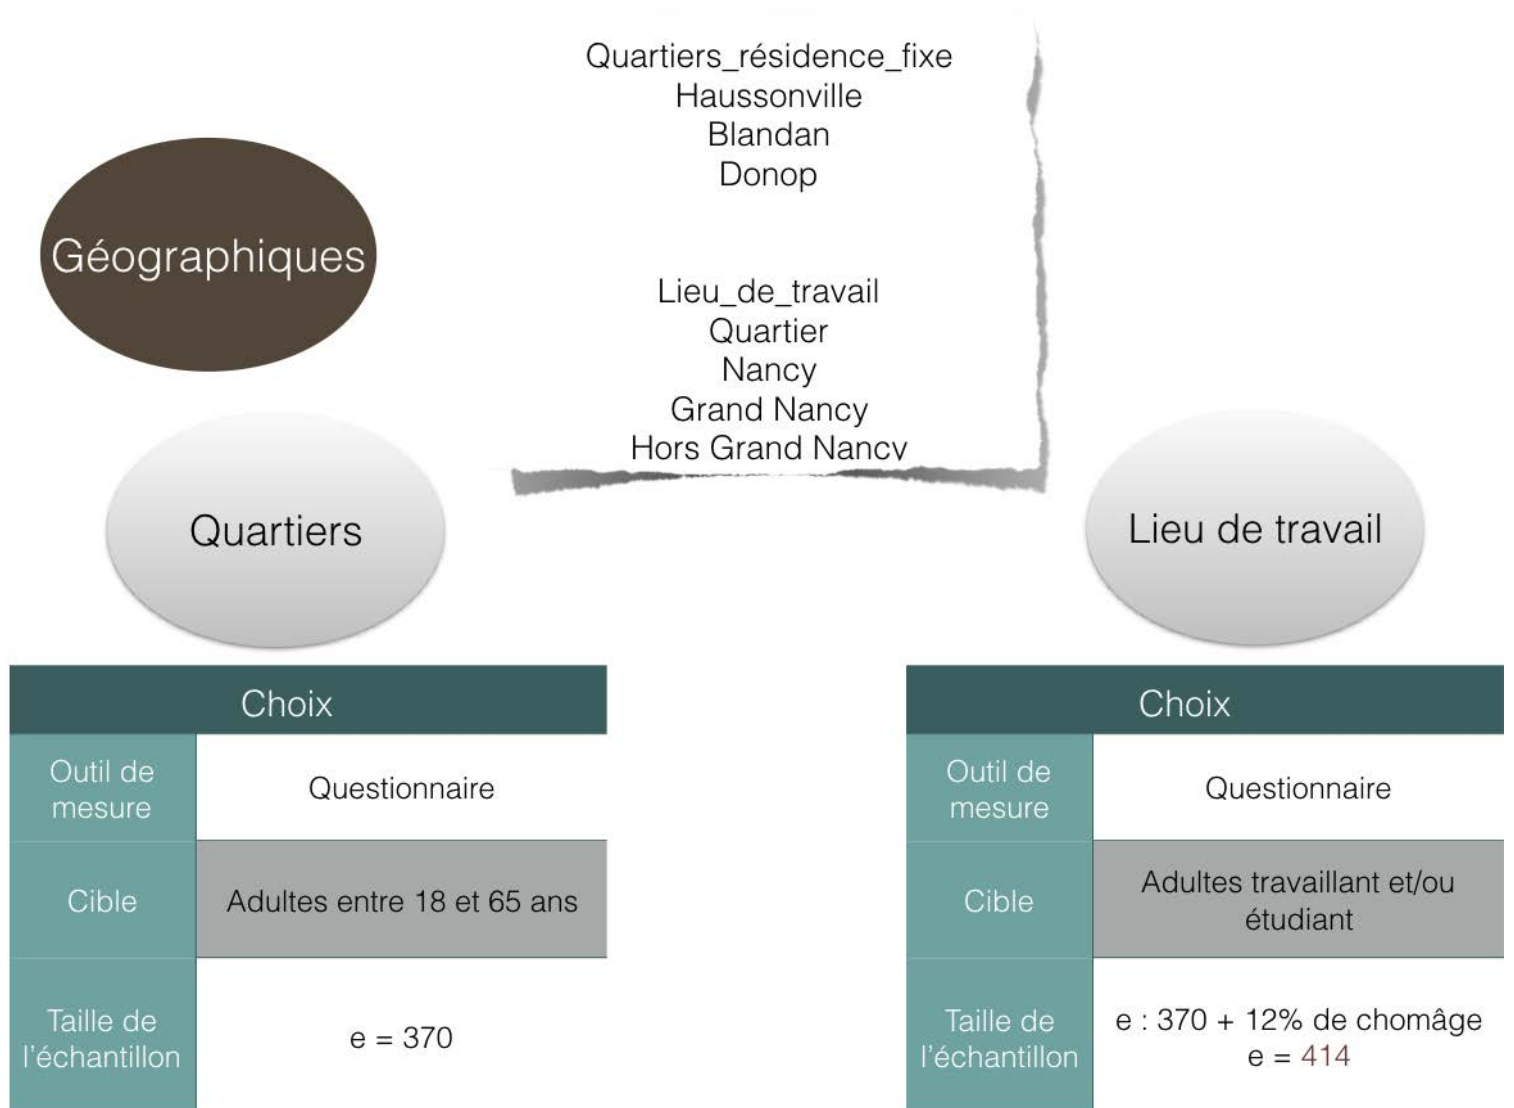 Quartiers_résidence_fixe
Haussonville
Blandan
Donop
Géographiques
Lieu_de_travail
Quartier
Nancy
Grand Nancy
Hors Grand Nancy
Quartiers
Lieu de travail
Choix
Outil de
mesure
Questionnaire
Cible
Adultes entre 18 et 65 ans
Taille de
l'échantillon
e = 370
Choix
Outil de
mesure
Questionnaire
Cible
Adultes travaillant et/ou
étudiant
Taille de
l'échantillon
e : 370 + 12% de chomâge
e = 414